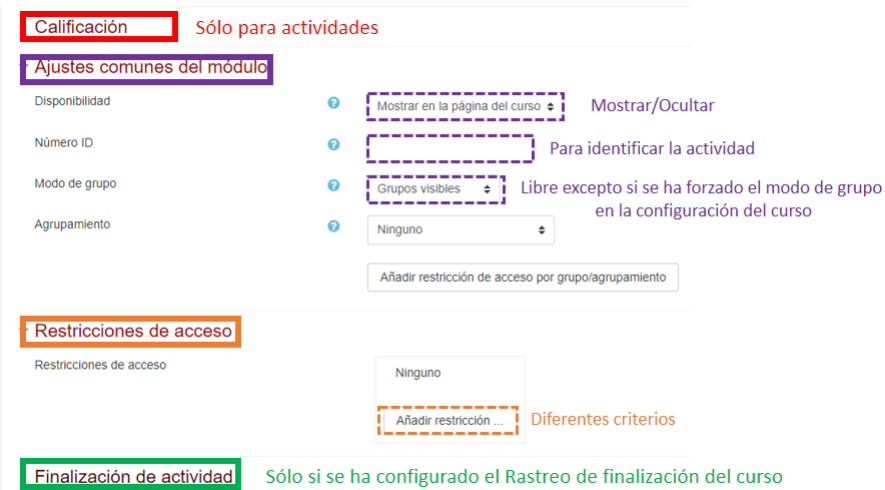 Calificación Sólo para actividades
Ajustes comunes del módulo
Disponibilidad Mostrar en la página del curso Mostrar/Ocultar
Número ID Para identificar la actividad
Modo de grupo Grupos visibles Libre excepto si se ha forzado el modo de grupo
en la configuración del curso
Agrupamiento Ninguno
Añadir restricción de acceso por grupo/agrupamiento
Restricciones de acceso
Restricciones de acceso Ninguno
Añadir restricción ... Diferentes criterios
Finalización de actividad Sólo si se ha configurado el Rastreo de finalización del curso